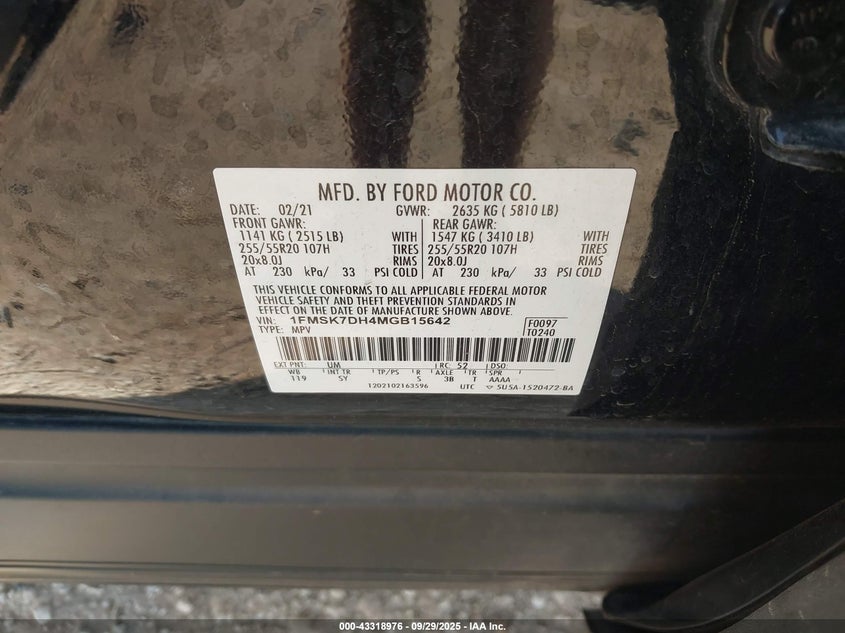 MFD. BY FORD MOTOR CO.
DATE: 02/21 GVWR: 2635 KG ( 5810 LB)
FRONT GAWR: REAR GAWR:
1141 KG ( 2515 LB) WITH 1547 KG ( 3410 LB) WITH
255/55R20 107H TIRES 255/55R20 107H TIRES
20x8.0J RIMS 20x8.0J RIMS
AT 230 kPa/ 33 PSI COLD AT 230 kPa/ 33 PSI COLD
THIS VEHICLE CONFORMS TO ALL APPLICABLE FEDERAL MOTOR
VEHICLE SAFETY AND THEFT PREVENTION STANDARDS IN
EFFECT ON THE DATE OF MANUFACTURE SHOWN ABOVE.
VIN: 1FMSK7DH4MGB15642 F0097
TYPE: MPV T0240
EXT PNT: UM RC: 52 DSO:
WB INT TR TP/PS R AXLE TR SPR
119 SY 5 3B T AAAA
1202102163596 UTC 5U5A-1520472-BA
000-43318976 - 09/29/2025 - IAA Inc.